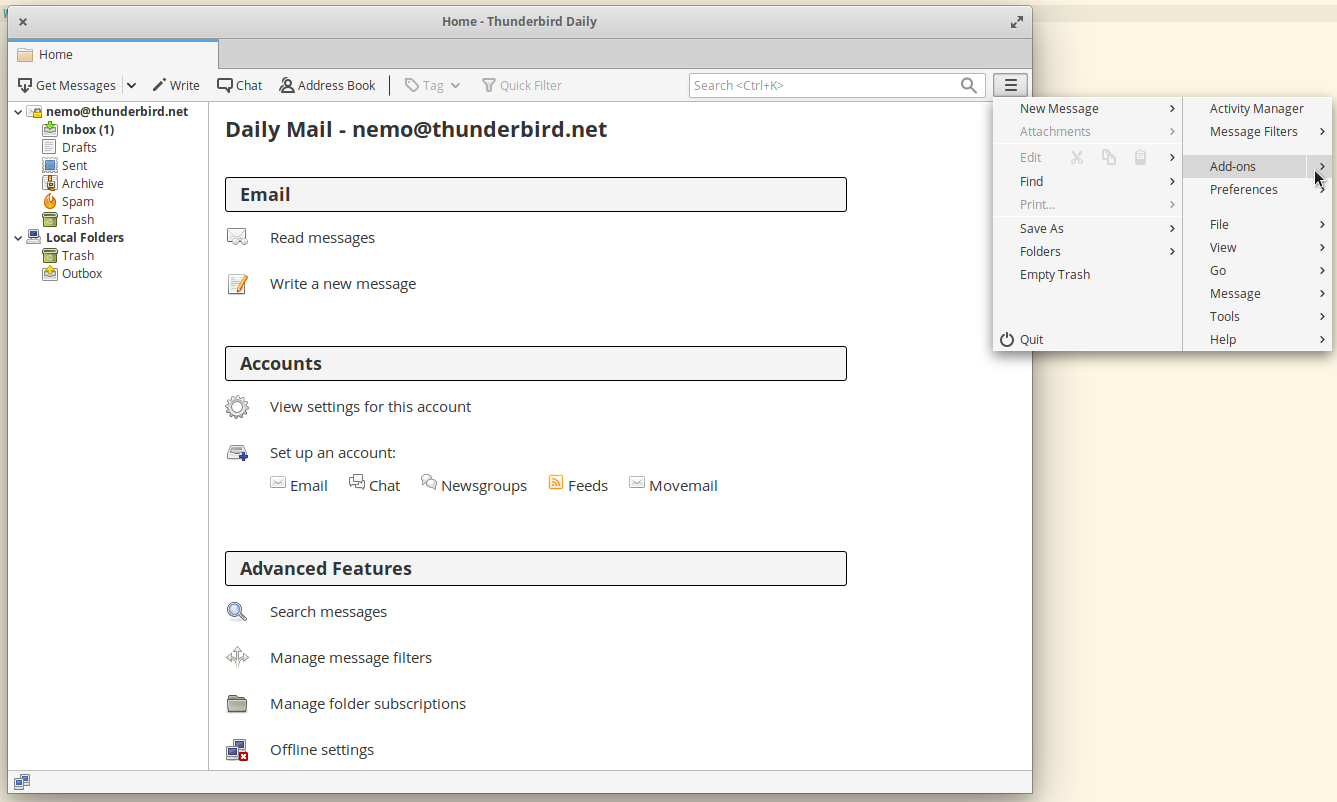 Home - Thunderbird Daily
Home
Get Messages Write Chat Address Book Tag Quick Filter Search <Ctrl+K>
nemo@thunderbird.net
Inbox (1)
Drafts
Sent
Archive
Spam
Trash
Local Folders
Trash
Outbox
Daily Mail - nemo@thunderbird.net
Email
Read messages
Write a new message
Accounts
View settings for this account
Set up an account:
Email Chat Newsgroups Feeds Movemail
Advanced Features
Search messages
Manage message filters
Manage folder subscriptions
Offline settings
New Message
Attachments
Edit
Find
Print...
Save As
Folders
Empty Trash
Quit
Activity Manager
Message Filters
Add-ons
Preferences
File
View
Go
Message
Tools
Help